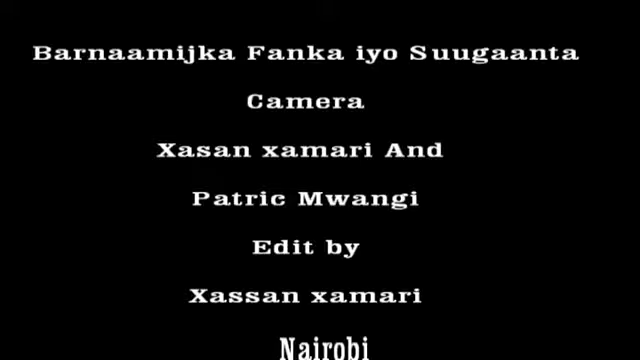 Barnaamijka Fanka iyo Suugaanta
Camera
Xasan xamari And
Patric Mwangi
Edit by
Xassan xamari
Nairobi